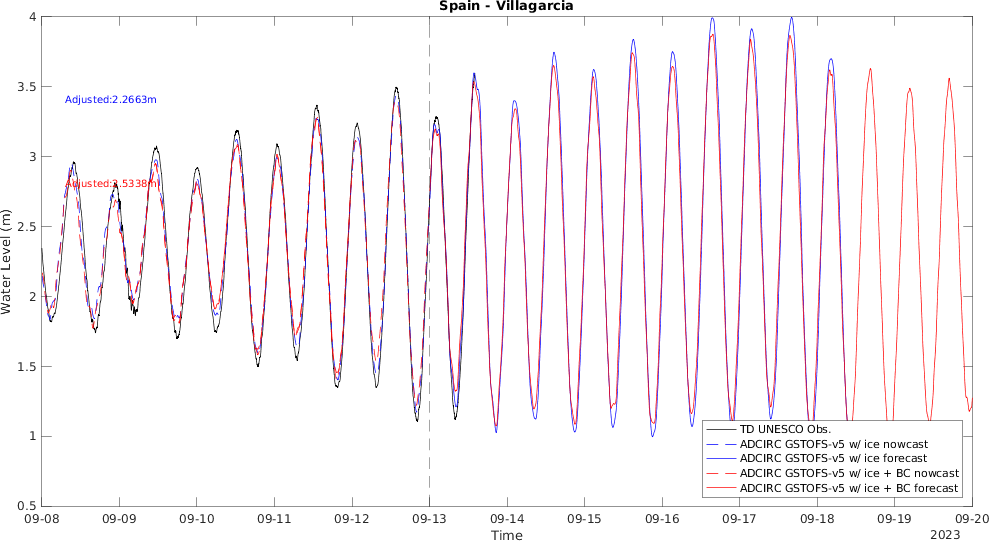 Spain - Villagarcia
Water Level (m)
4
3.5
3
2.5
2
1.5
1
0.5
Adjusted:2.2663m
Adjusted:2.5338m
TD UNESCO Obs.
ADCIRC GSTOFS-v5 w/ ice nowcast
ADCIRC GSTOFS-v5 w/ ice forecast
ADCIRC GSTOFS-v5 w/ ice + BC nowcast
ADCIRC GSTOFS-v5 w/ ice + BC forecast
09-08 09-09 09-10 09-11 09-12 09-13 09-14 09-15 09-16 09-17 09-18 09-19 09-20
Time
2023